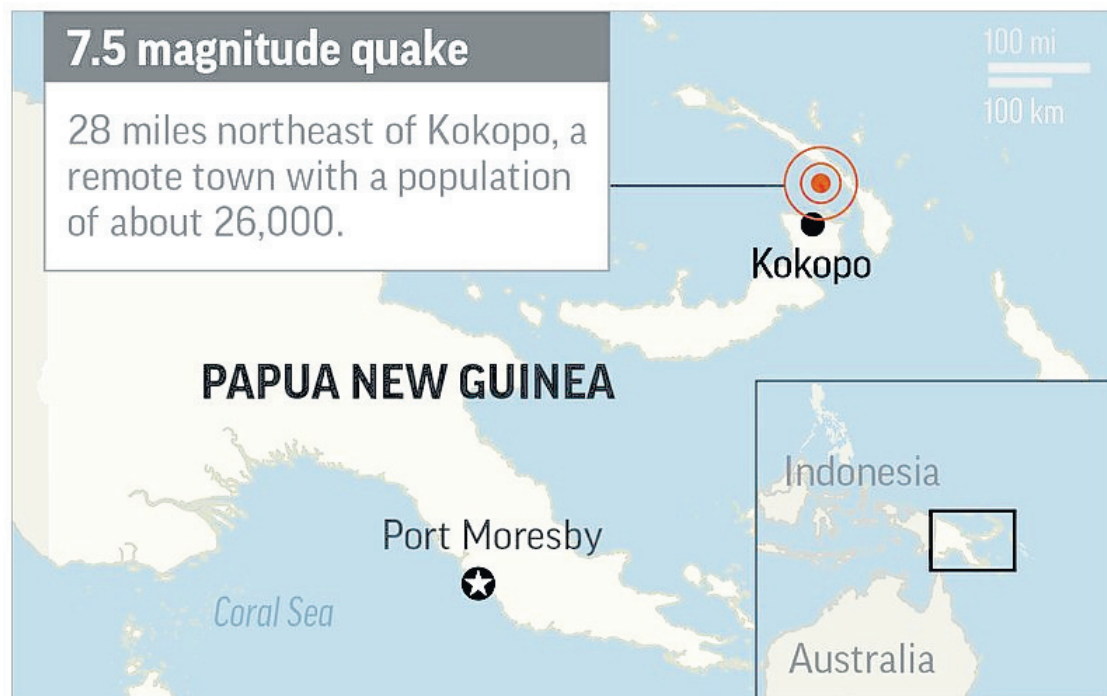 7.5 magnitude quake
28 miles northeast of Kokopo, a
remote town with a population
of about 26,000.
100 mi
100 km
Kokopo
PAPUA NEW GUINEA
Port Moresby
Coral Sea
Indonesia
Australia